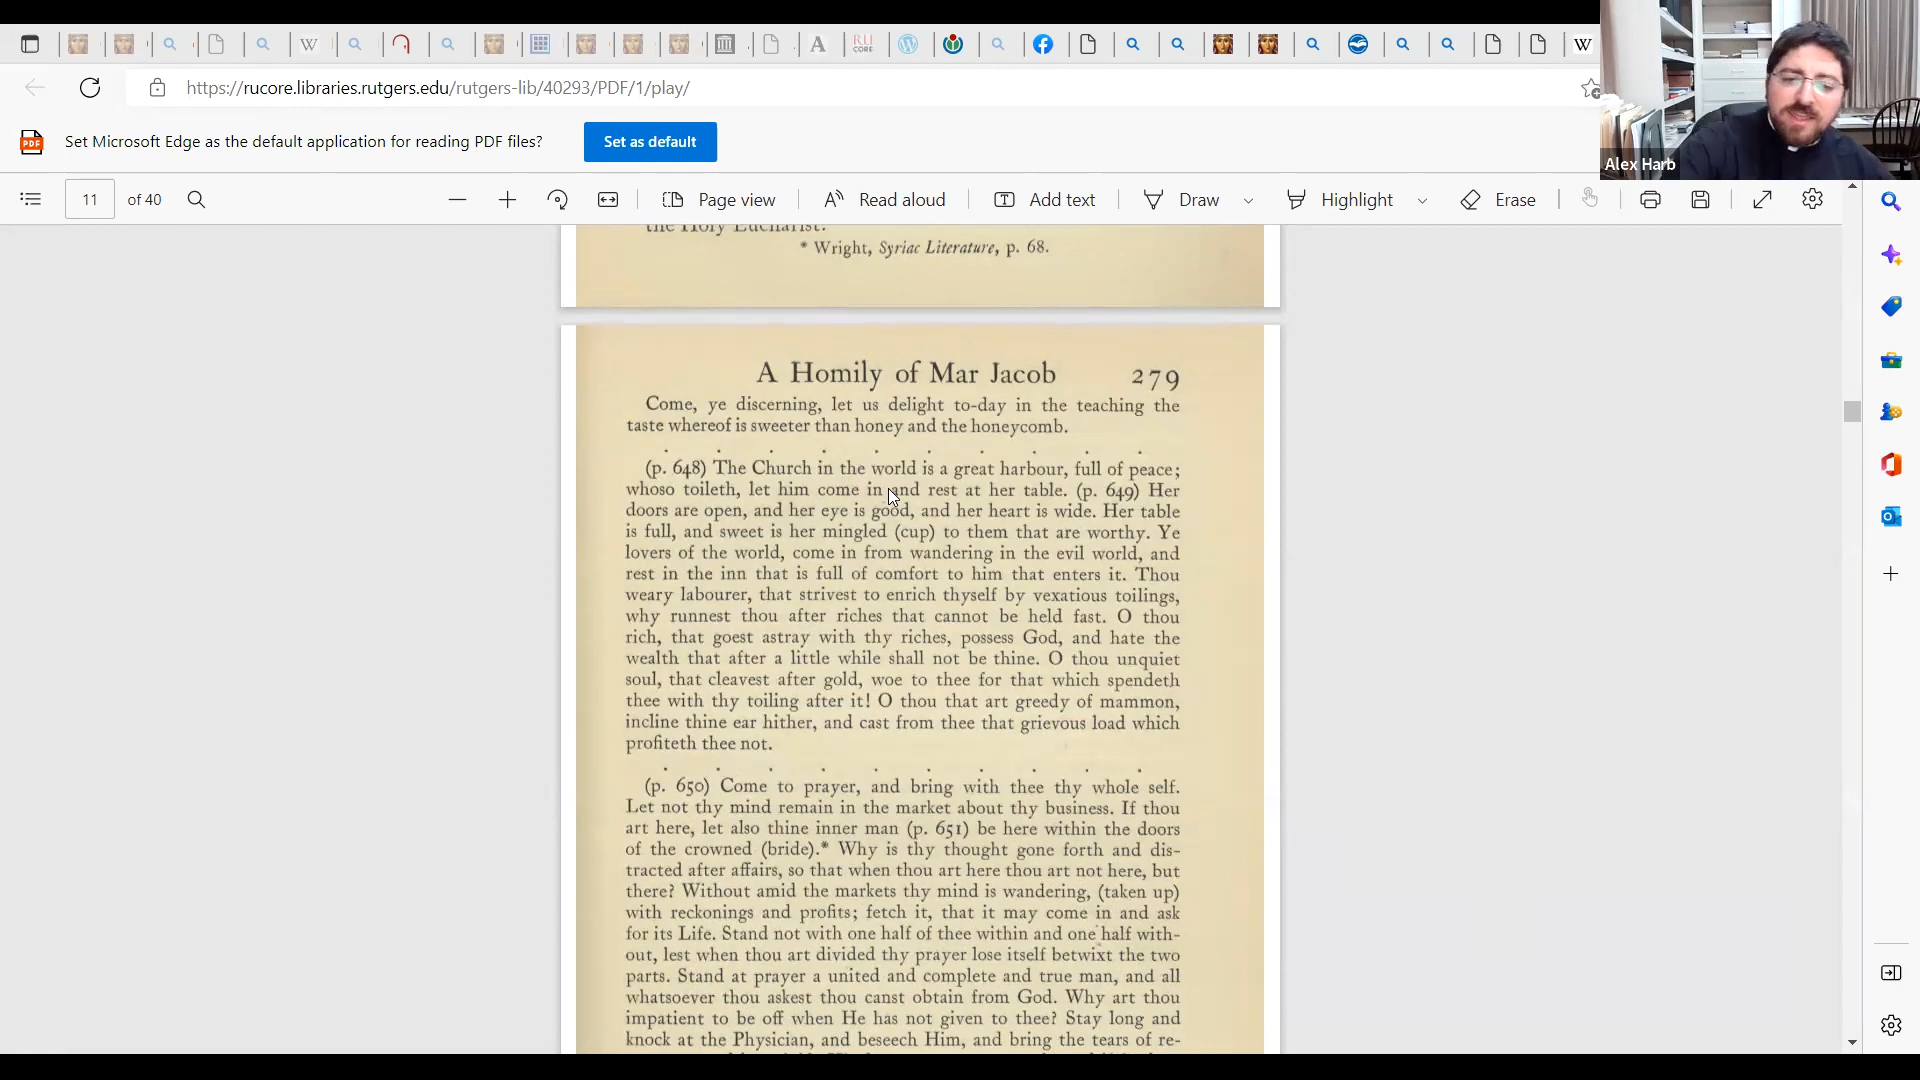 W
A
RU
CORE
W
W
https://rucore.libraries.rutgers.edu/rutgers-lib/40293/PDF/1/play/
PDF
Set Microsoft Edge as the default application for reading PDF files?
Set as default
Alex Harb
11 of 40
Page view
Read aloud
Add text
Draw
Highlight
Erase
the Holy Eucharist.
* Wright, Syriac Literature, p. 68.
A Homily of Mar Jacob 279
Come, ye discerning, let us delight to-day in the teaching the
taste whereof is sweeter than honey and the honeycomb.
. . . . . . . . . .
(p. 648) The Church in the world is a great harbour, full of peace;
whoso toileth, let him come in and rest at her table. (p. 649) Her
doors are open, and her eye is good, and her heart is wide. Her table
is full, and sweet is her mingled (cup) to them that are worthy. Ye
lovers of the world, come in from wandering in the evil world, and
rest in the inn that is full of comfort to him that enters it. Thou
weary labourer, that strivest to enrich thyself by vexatious toilings,
why runnest thou after riches that cannot be held fast. O thou
rich, that goest astray with thy riches, possess God, and hate the
wealth that after a little while shall not be thine. O thou unquiet
soul, that cleavest after gold, woe to thee for that which spendeth
thee with thy toiling after it! O thou that art greedy of mammon,
incline thine ear hither, and cast from thee that grievous load which
profiteth thee not.
. . . . . . . . . .
(p. 650) Come to prayer, and bring with thee thy whole self.
Let not thy mind remain in the market about thy business. If thou
art here, let also thine inner man (p. 651) be here within the doors
of the crowned (bride).* Why is thy thought gone forth and dis-
tracted after affairs, so that when thou art here thou art not here, but
there? Without amid the markets thy mind is wandering, (taken up)
with reckonings and profits; fetch it, that it may come in and ask
for its Life. Stand not with one half of thee within and one half with-
out, lest when thou art divided thy prayer lose itself betwixt the two
parts. Stand at prayer a united and complete and true man, and all
whatsoever thou askest thou canst obtain from God. Why art thou
impatient to be off when He has not given to thee? Stay long and
knock at the Physician, and beseech Him, and bring the tears of re-